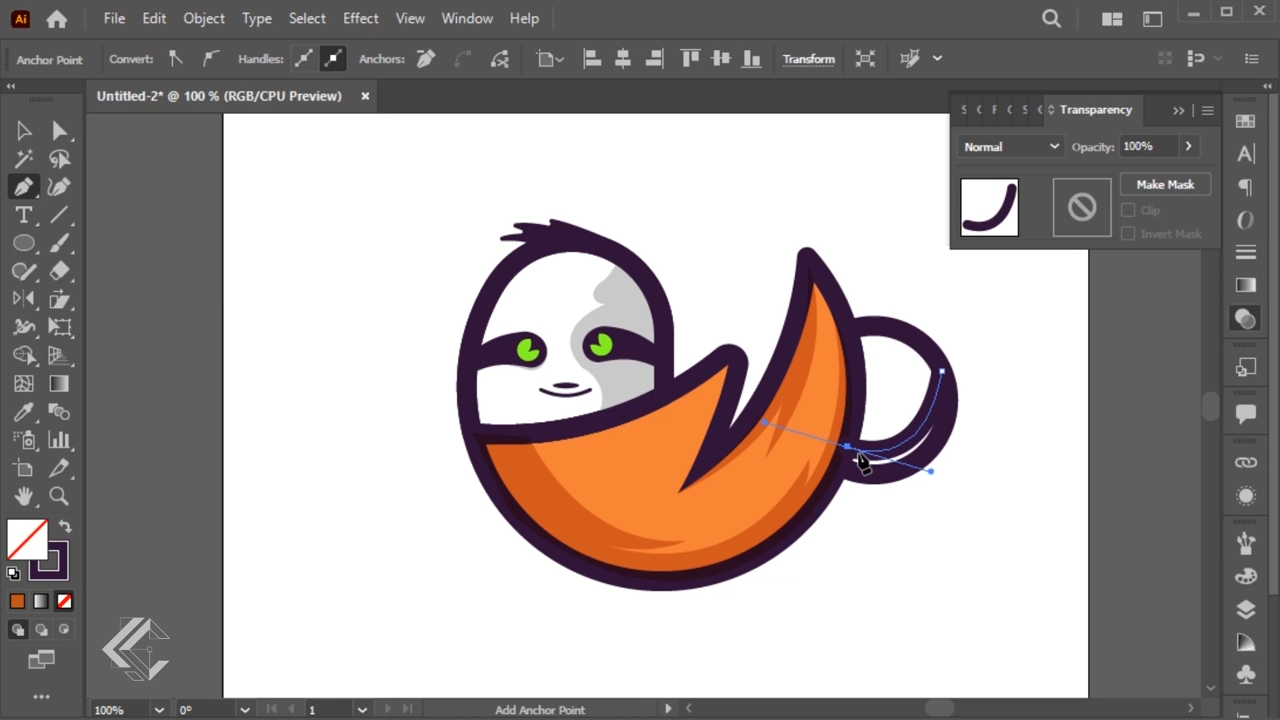 Ai File Edit Object Type Select Effect View Window Help
Anchor Point Convert: Handles: Anchors: Transform
Untitled-2* @ 100 % (RGB/CPU Preview) ×
Transparency
Normal Opacity: 100%
Make Mask
Clip
Invert Mask
100% 0° 1 Add Anchor Point